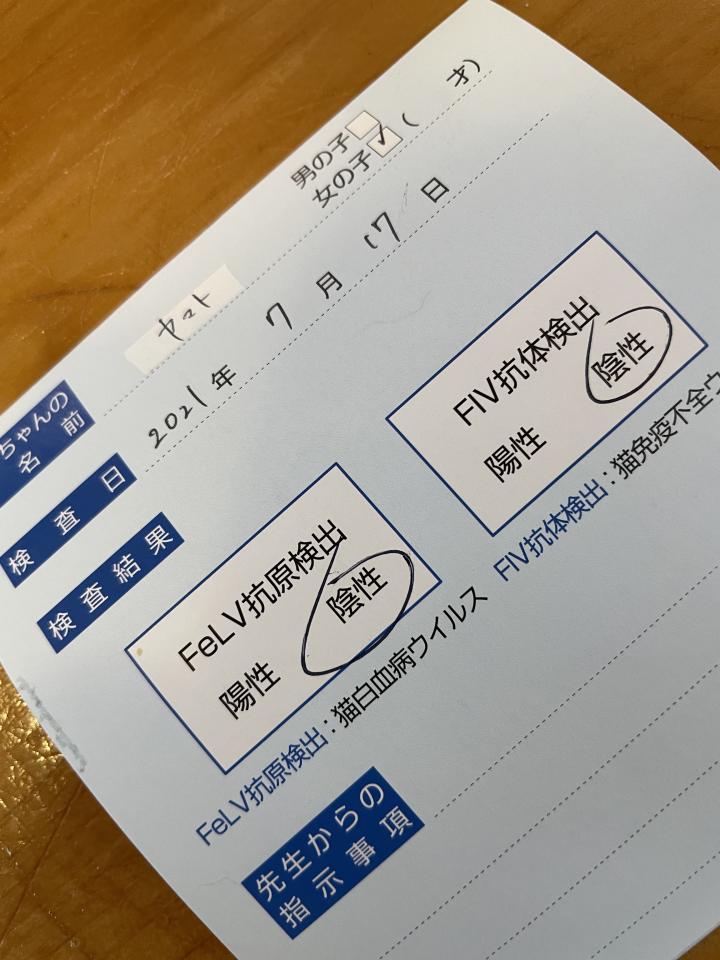 男の子
女の子 ✓ ( 才)
ちゃんの
名前
ヤマト
検査日 2021年 7月 17日
検査結果
FeLV抗原検出
陽性 陰性
FIV抗体検出
陽性 陰性
FeLV抗原検出:猫白血病ウイルス
FIV抗体検出:猫免疫不全ウ
先生からの
指示事項